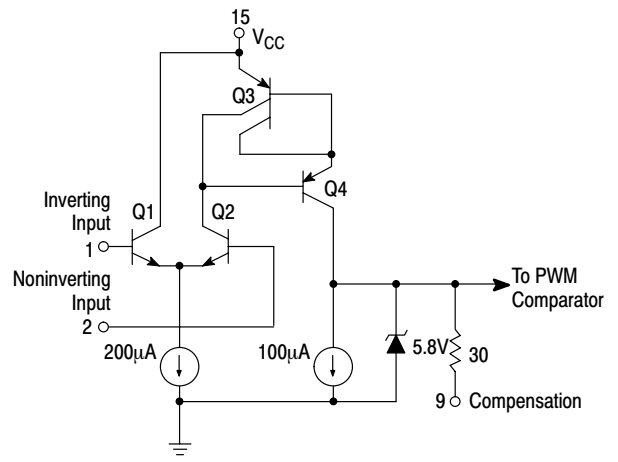 15
VCC
Q3
Q4
Inverting
Input
Q1
Q2
1
Noninverting
Input
2
To PWM
Comparator
200μA
100μA
5.8V
30
9
Compensation